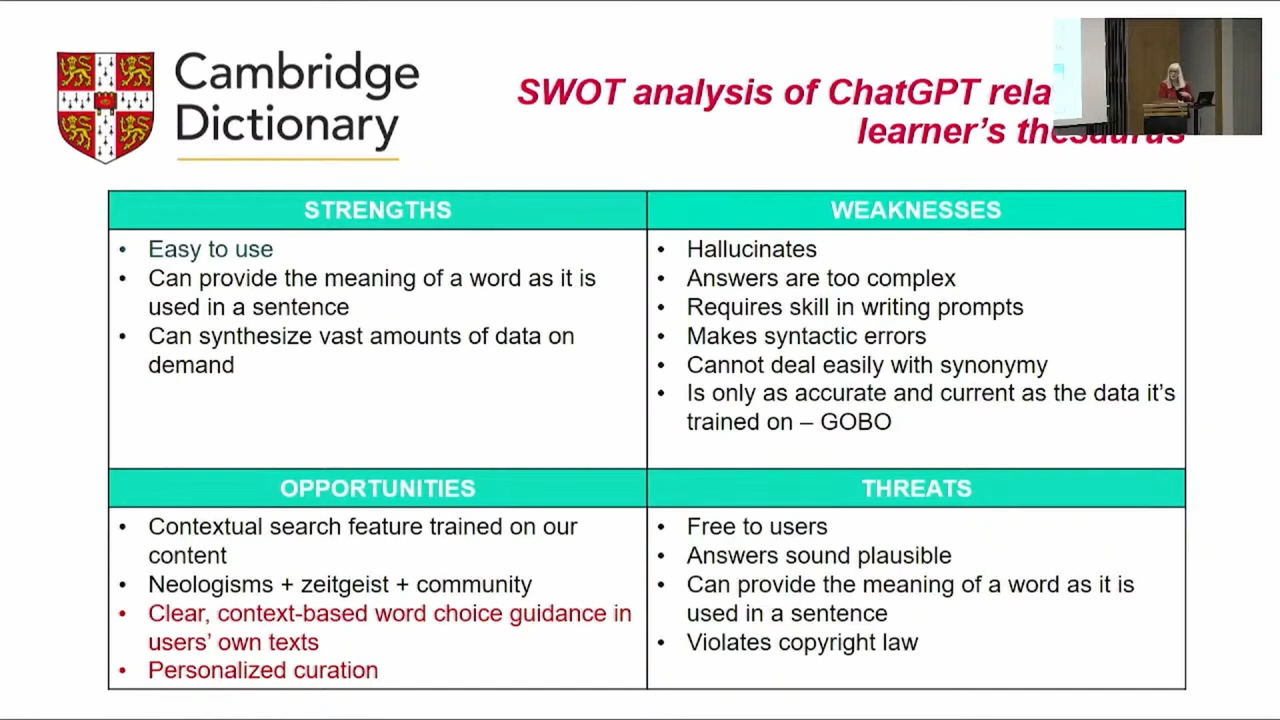 Cambridge
Dictionary
SWOT analysis of ChatGPT
learner's
STRENGTHS
• Easy to use
• Can provide the meaning of a word as it is
used in a sentence
• Can synthesize vast amounts of data on
demand
WEAKNESSES
• Hallucinates
• Answers are too complex
• Requires skill in writing prompts
• Makes syntactic errors
• Cannot deal easily with synonymy
• Is only as accurate and current as the data it's
trained on – GOBO
OPPORTUNITIES
• Contextual search feature trained on our
content
• Neologisms + zeitgeist + community
• Clear, context-based word choice guidance in
users' own texts
• Personalized curation
THREATS
• Free to users
• Answers sound plausible
• Can provide the meaning of a word as it is
used in a sentence
• Violates copyright law